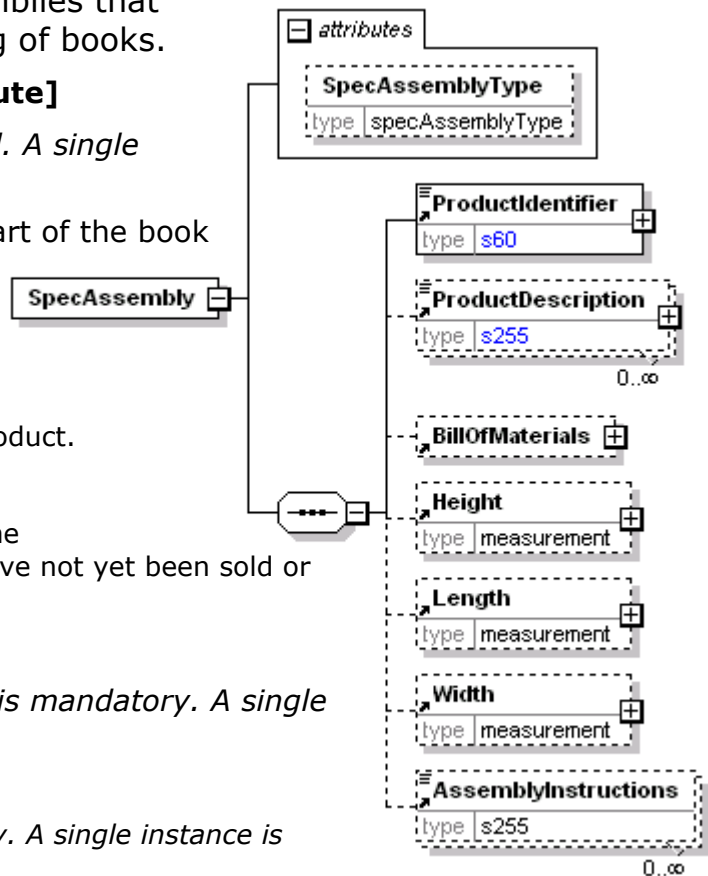 mblies that
g of books.
ute]
l. A single
art of the book
oduct.
he
ve not yet been sold or
is mandatory. A single
y. A single instance is
attributes
SpecAssemblyType
type specAssemblyType
SpecAssembly
ProductIdentifier
type s60
ProductDescription
type s255
0..∞
BillOfMaterials
Height
type measurement
Length
type measurement
Width
type measurement
AssemblyInstructions
type s255
0..∞